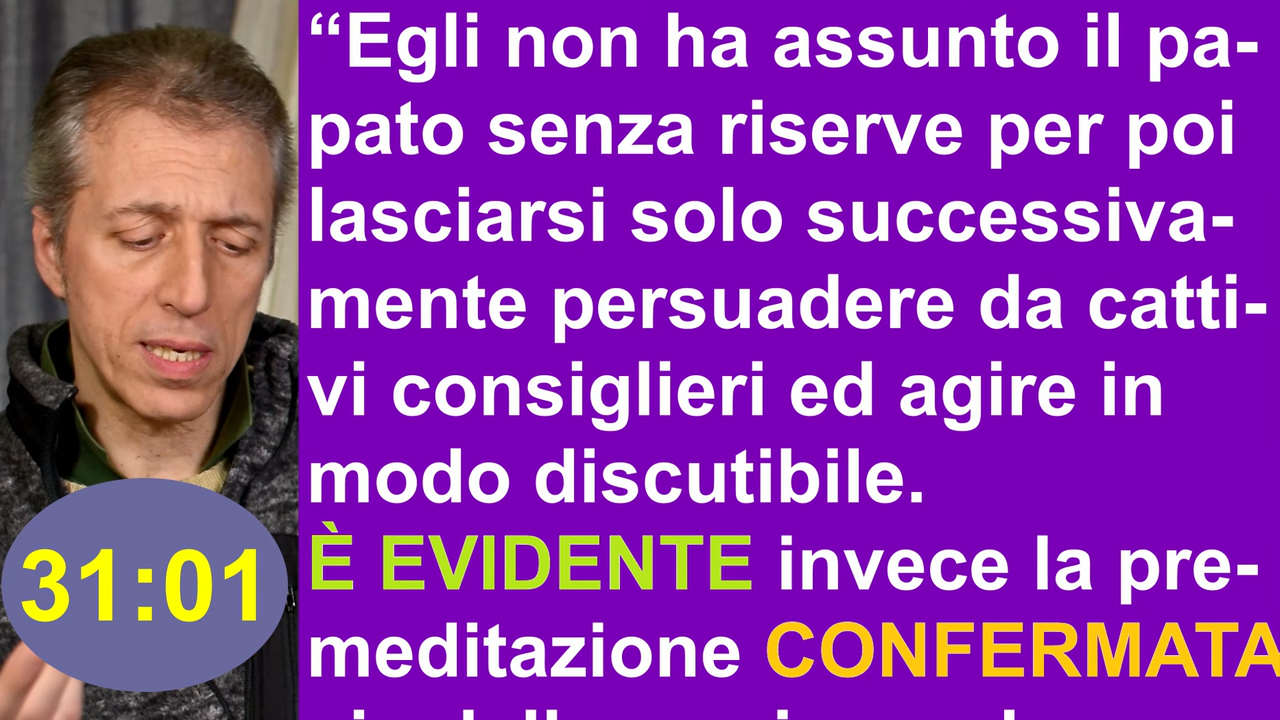 “Egli non ha assunto il pa-
pato senza riserve per poi
lasciarsi solo successiva-
mente persuadere da catti-
vi consiglieri ed agire in
modo discutibile.
È EVIDENTE invece la pre-
meditazione CONFERMATA
31:01